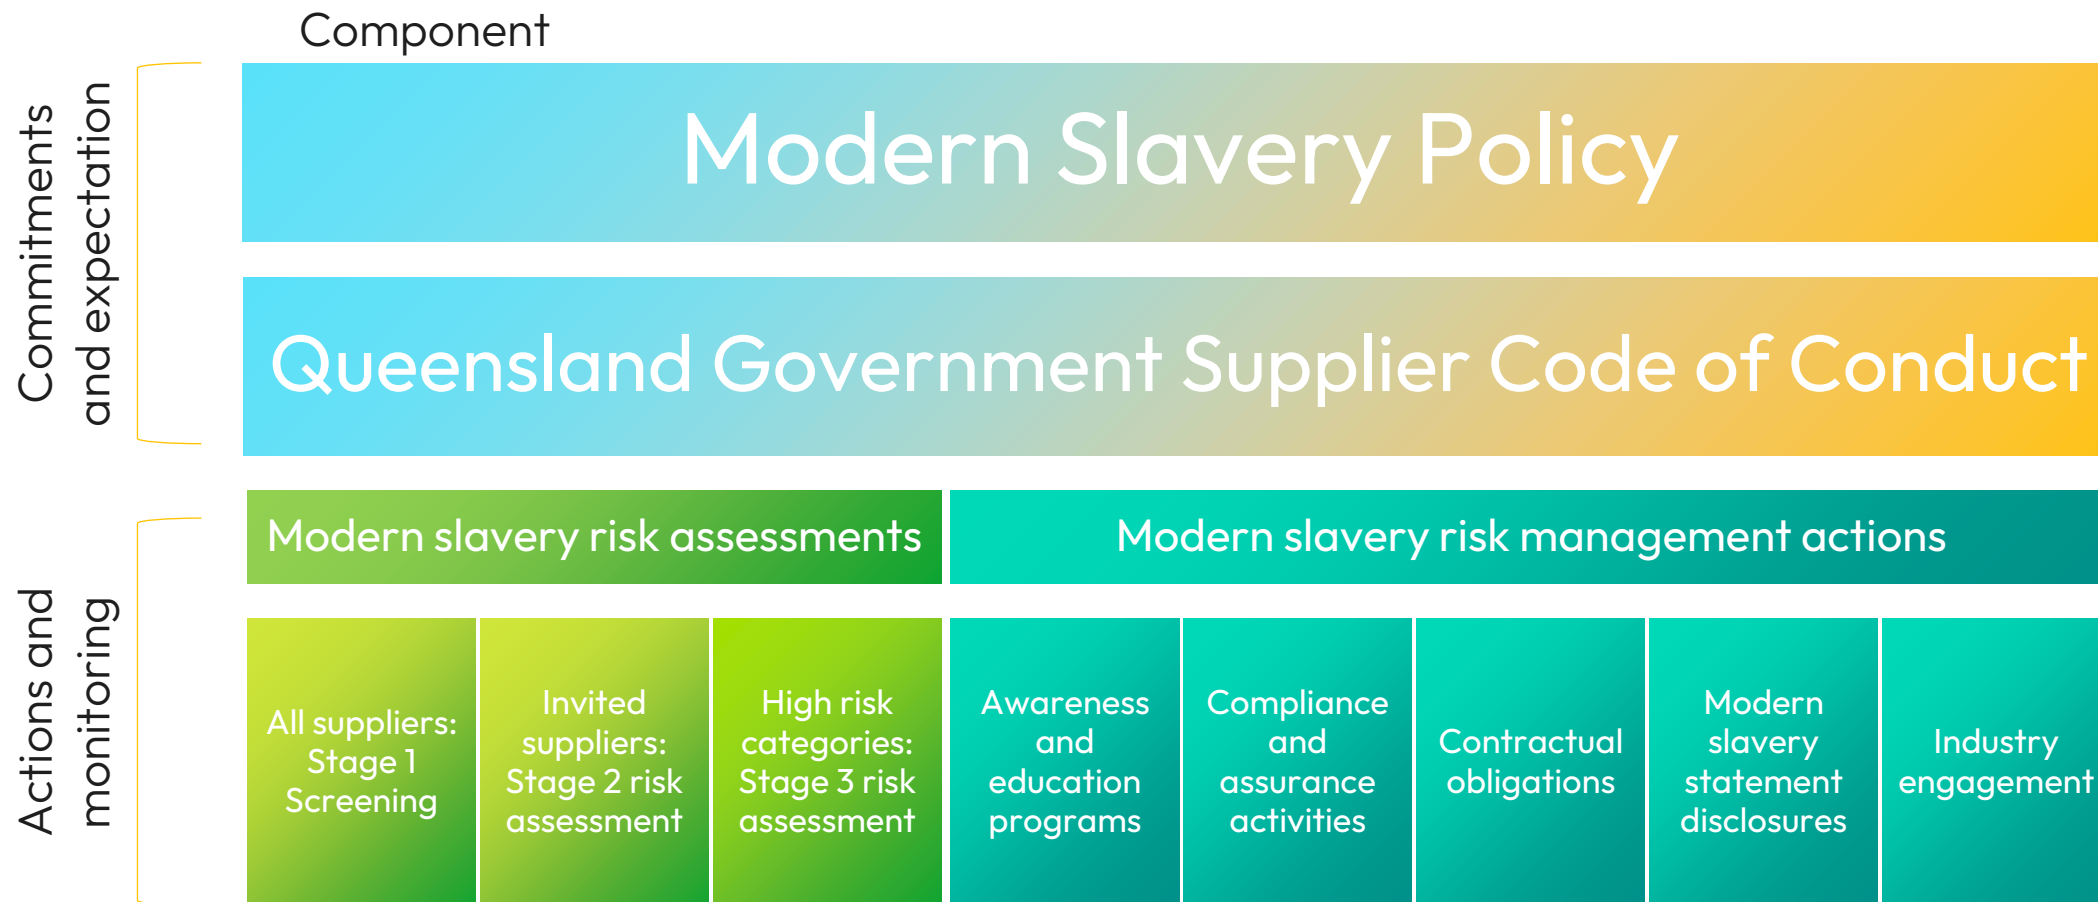 Component
Commitments
and expectation
Modern Slavery Policy
Queensland Government Supplier Code of Conduct
Actions and
monitoring
Modern slavery risk assessments
Modern slavery risk management actions
All suppliers:
Stage 1
Screening
Invited
suppliers:
Stage 2 risk
assessment
High risk
categories:
Stage 3 risk
assessment
Awareness
and
education
programs
Compliance
and
assurance
activities
Contractual
obligations
Modern
slavery
statement
disclosures
Industry
engagement